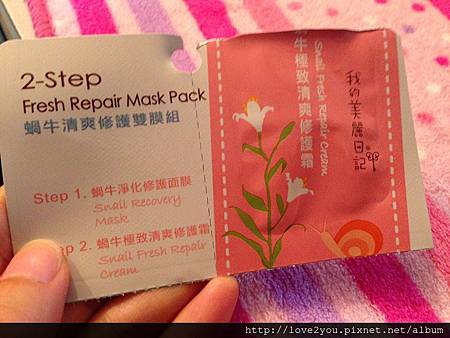 2-Step
Fresh Repair Mask Pack
蝸牛清爽修護雙膜組
Step 1. 蝸牛淨化修護面膜
Snail Recovery
Mask
2. 蝸牛極致清爽修護霜
Snail Fresh Repair
Cream
我的美麗日記
Snail Fresh Repair Cream
蝸牛極致清爽修護霜
http://love2you.pixnet.net/album